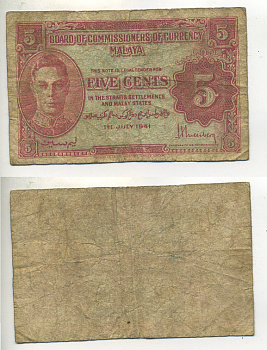 5 BOARD OF COMMISSIONERS OF CURRENCY 5
MALAYA
THIS NOTE IS LEGAL TENDER FOR
FIVE CENTS
5
IN THE STRAITS SETTLEMENTS
AND MALAY STATES
1ST JULY 1941
5
5